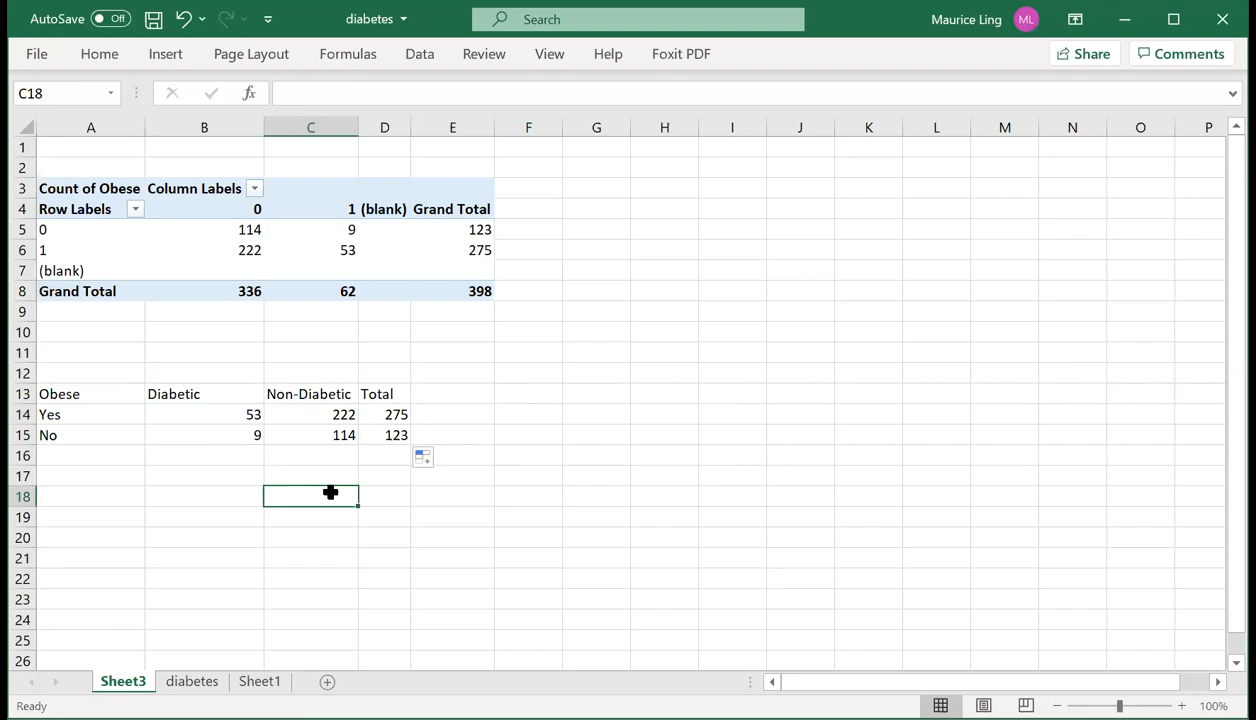 AutoSave Off diabetes Search Maurice Ling ML
File Home Insert Page Layout Formulas Data Review View Help Foxit PDF Share Comments
C18 fx
A B C D E F G H I J K L M N O P
1
2
3 Count of Obese Column Labels
4 Row Labels 0 1 (blank) Grand Total
5 0 114 9 123
6 1 222 53 275
7 (blank)
8 Grand Total 336 62 398
9
10
11
12
13 Obese Diabetic Non-Diabetic Total
14 Yes 53 222 275
15 No 9 114 123
16
17
18
19
20
21
22
23
24
25
26
Sheet3 diabetes Sheet1
Ready 100%